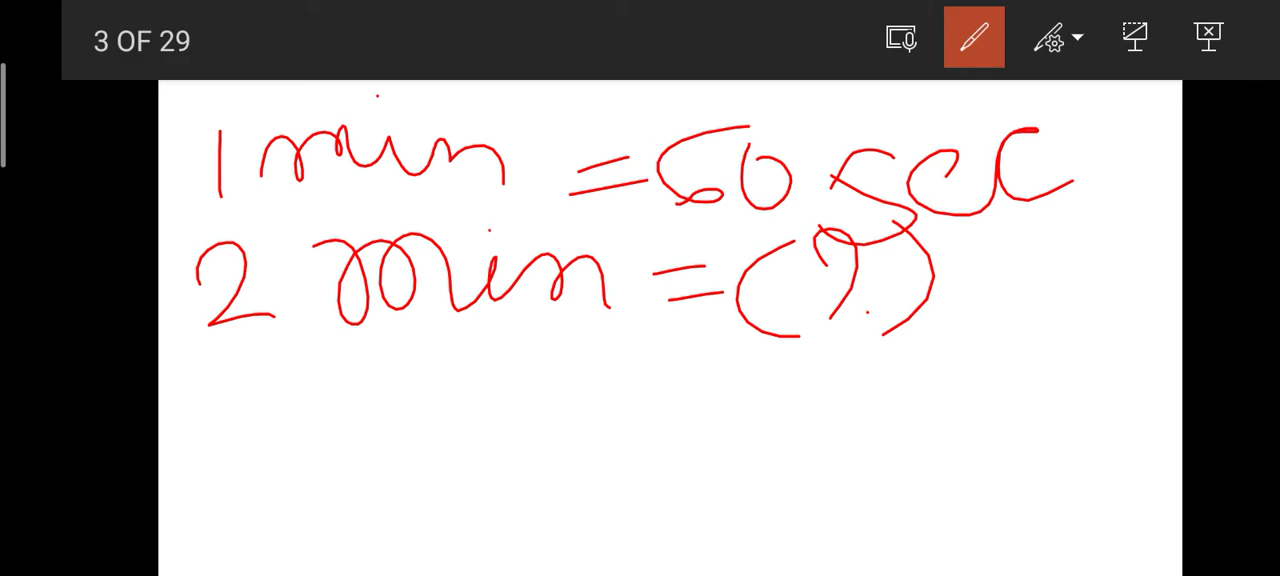 3 OF 29
1 min = 60 sec
2 min = (?)